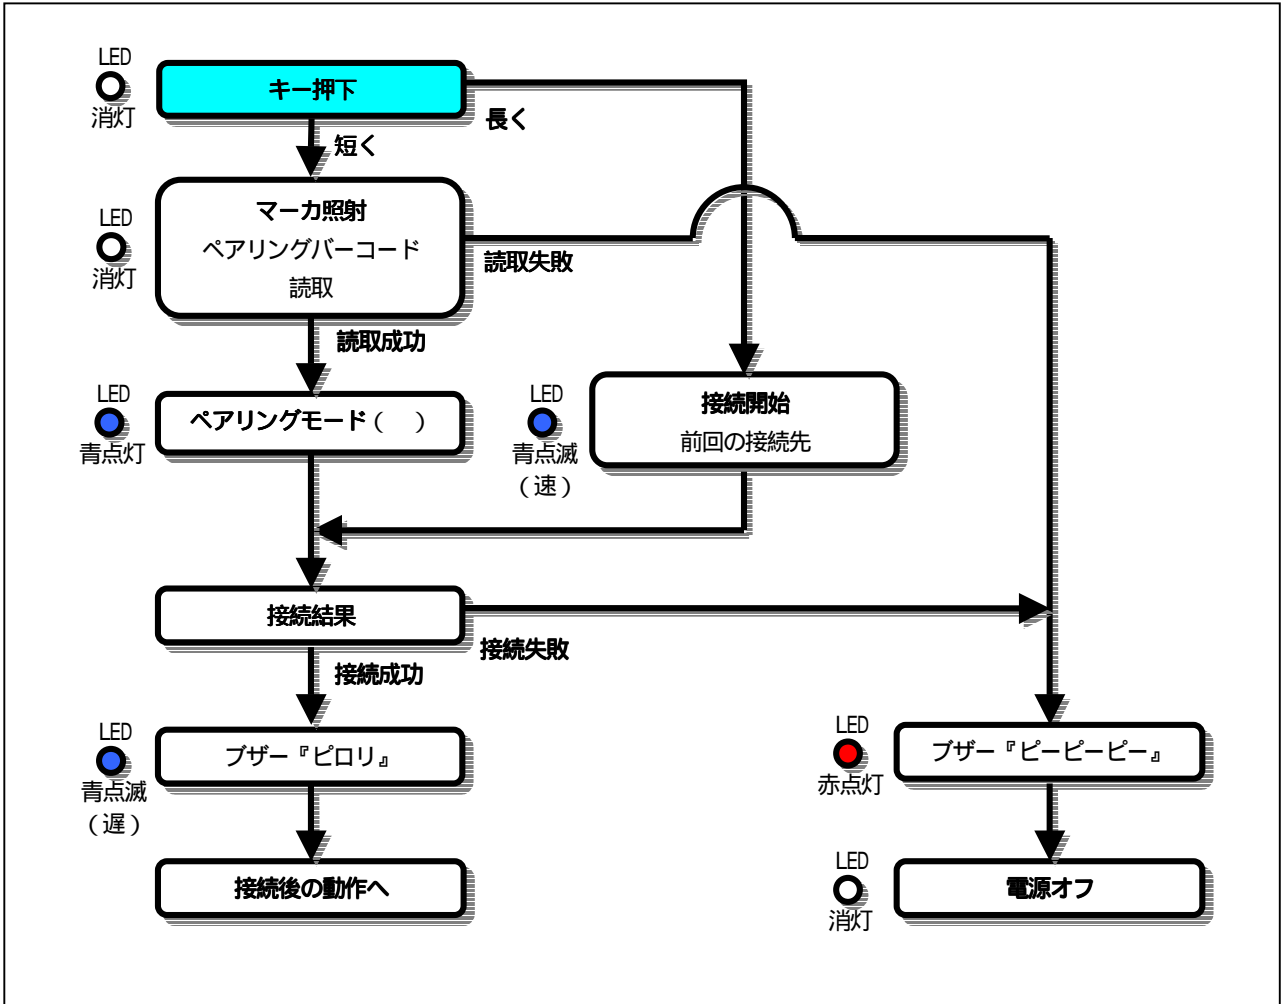 LED
消灯
キー押下
長く
短く
LED
消灯
マーカ照射
ペアリングバーコード
読取
読取失敗
読取成功
LED
青点灯
ペアリングモード（　）
LED
青点滅
（速）
接続開始
前回の接続先
接続結果
接続失敗
接続成功
LED
青点滅
（遅）
ブザー『ピロリ』
LED
赤点灯
ブザー『ピーピーピー』
接続後の動作へ
LED
消灯
電源オフ